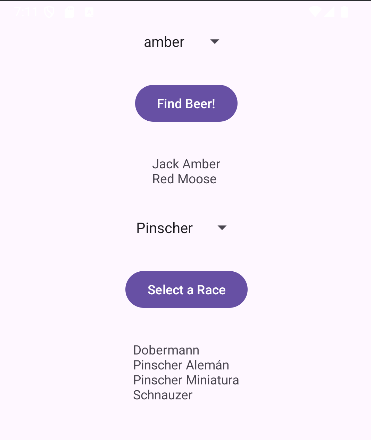 amber
Find Beer!
Jack Amber
Red Moose
Pinscher
Select a Race
Dobermann
Pinscher Alemán
Pinscher Miniatura
Schnauzer